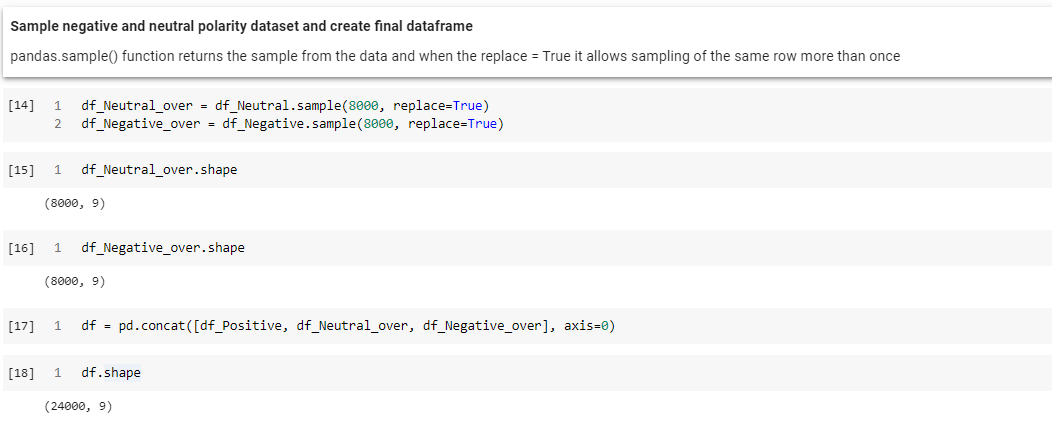 Sample negative and neutral polarity dataset and create final dataframe
pandas.sample() function returns the sample from the data and when the replace = True it allows sampling of the same row more than once
[14] 1 df_Neutral_over = df_Neutral.sample(8000, replace=True)
2 df_Negative_over = df_Negative.sample(8000, replace=True)
[15] 1 df_Neutral_over.shape
(8000, 9)
[16] 1 df_Negative_over.shape
(8000, 9)
[17] 1 df = pd.concat([df_Positive, df_Neutral_over, df_Negative_over], axis=0)
[18] 1 df.shape
(24000, 9)